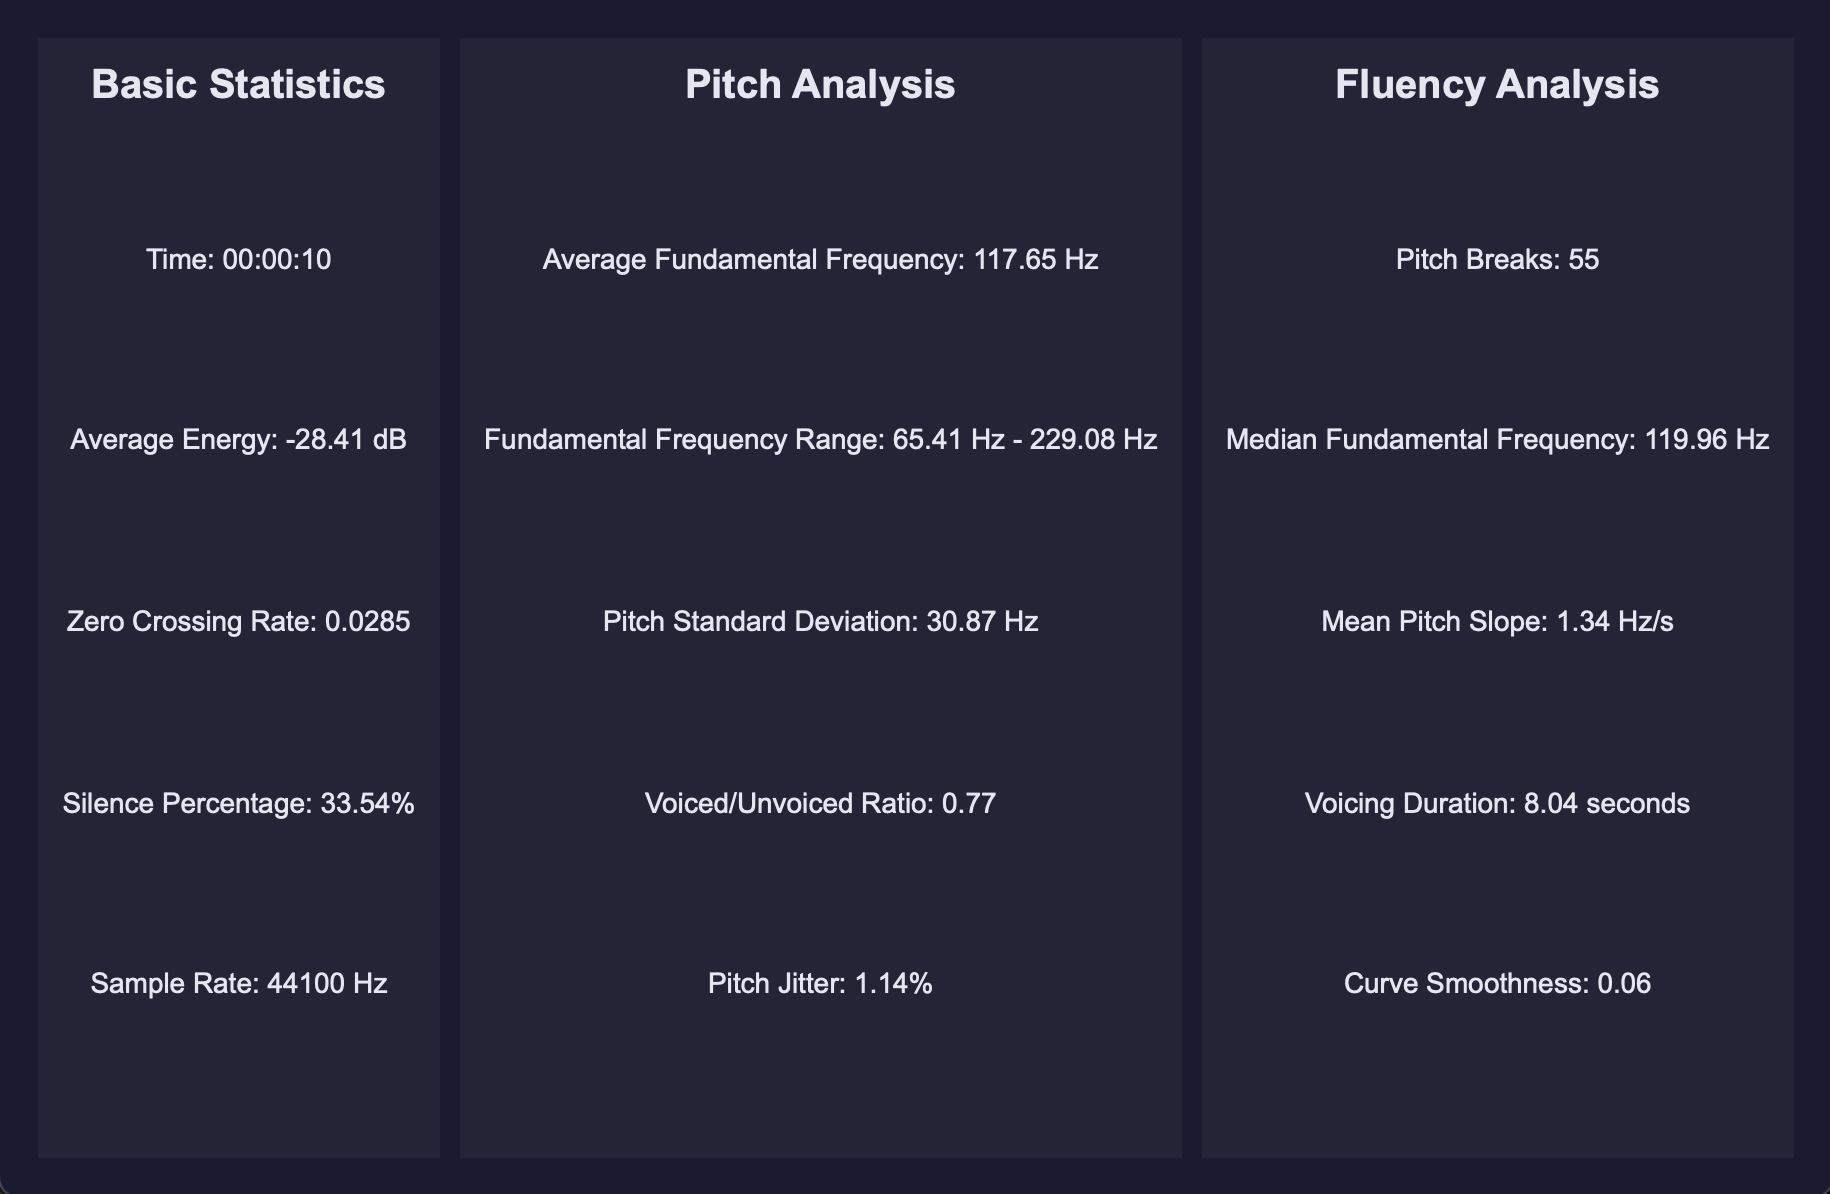 Basic Statistics
Time: 00:00:10
Average Energy: -28.41 dB
Zero Crossing Rate: 0.0285
Silence Percentage: 33.54%
Sample Rate: 44100 Hz
Pitch Analysis
Average Fundamental Frequency: 117.65 Hz
Fundamental Frequency Range: 65.41 Hz - 229.08 Hz
Pitch Standard Deviation: 30.87 Hz
Voiced/Unvoiced Ratio: 0.77
Pitch Jitter: 1.14%
Fluency Analysis
Pitch Breaks: 55
Median Fundamental Frequency: 119.96 Hz
Mean Pitch Slope: 1.34 Hz/s
Voicing Duration: 8.04 seconds
Curve Smoothness: 0.06